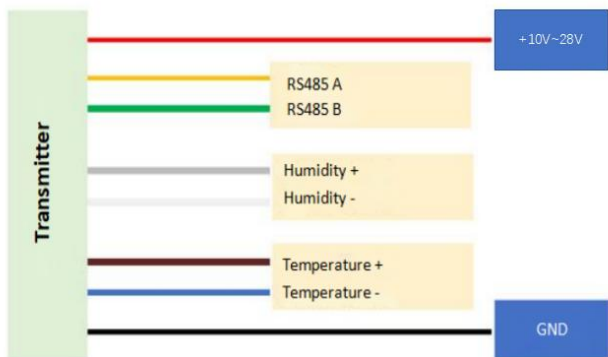 Transmitter
+10V~28V
RS485 A
RS485 B
Humidity +
Humidity -
Temperature +
Temperature -
GND